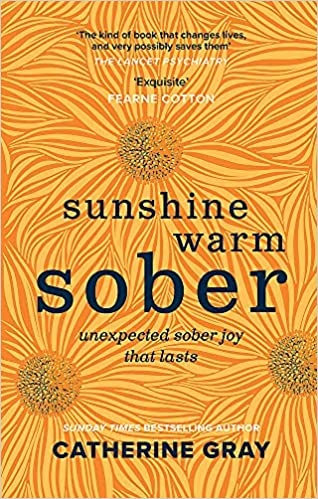 'The kind of book that changes lives,
and very possibly saves them'
THE LANCET PSYCHIATRY
'Exquisite'
FEARNE COTTON
sunshine
warm
sober
unexpected sober joy
that lasts
SUNDAY TIMES BESTSELLING AUTHOR
CATHERINE GRAY